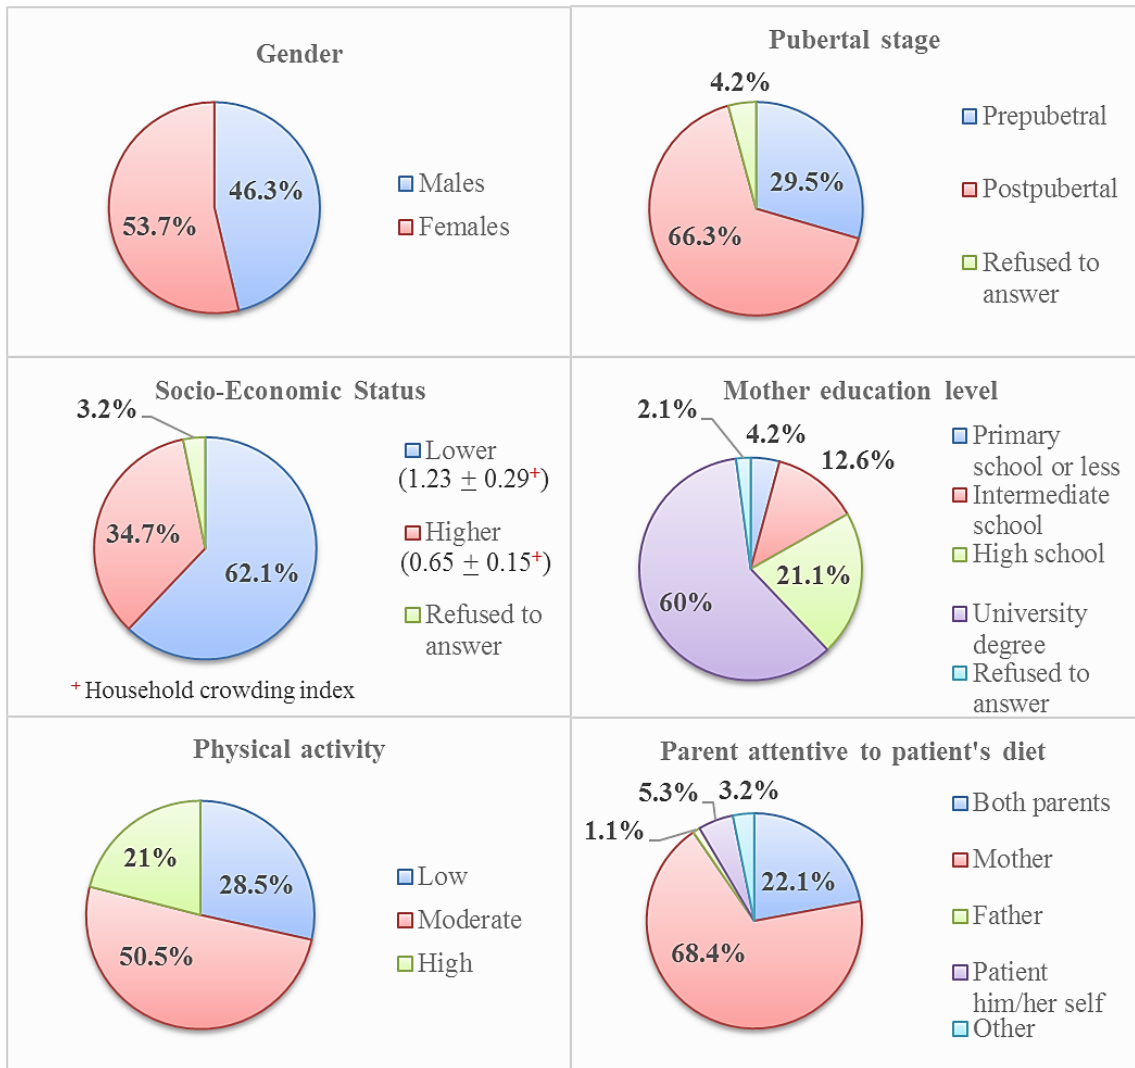 Gender
46.3%
53.7%
Males
Females
Pubertal stage
4.2%
29.5%
66.3%
Prepubetral
Postpubertal
Refused to
answer
Socio-Economic Status
3.2%
34.7%
62.1%
Lower
(1.23 ± 0.29+)
Higher
(0.65 ± 0.15+)
Refused to
answer
+ Household crowding index
Mother education level
2.1%
4.2%
12.6%
21.1%
60%
Primary
school or less
Intermediate
school
High school
University
degree
Refused to
answer
Physical activity
21%
28.5%
50.5%
Low
Moderate
High
Parent attentive to patient's diet
5.3%
3.2%
1.1%
22.1%
68.4%
Both parents
Mother
Father
Patient
him/her self
Other